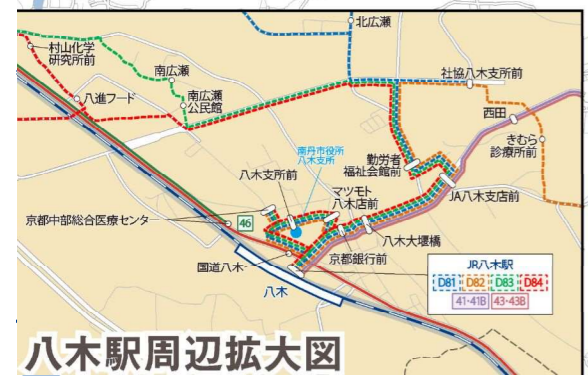 北広瀬
村山化学
研究所前
南広瀬
社協八木支所前
八進フード
南広瀬
公民館
西田
きむら
診療所前
南丹市役所
八木支所
勤労者
福祉会館前
八木支所前
マツモト
八木店前
JA八木支店前
京都中部総合医療センタ
46
八木大堰橋
国道八木
京都銀行前
八木
JR八木駅
D81 D82 D83 D84
41-41B 43-43B
八木駅周辺拡大図